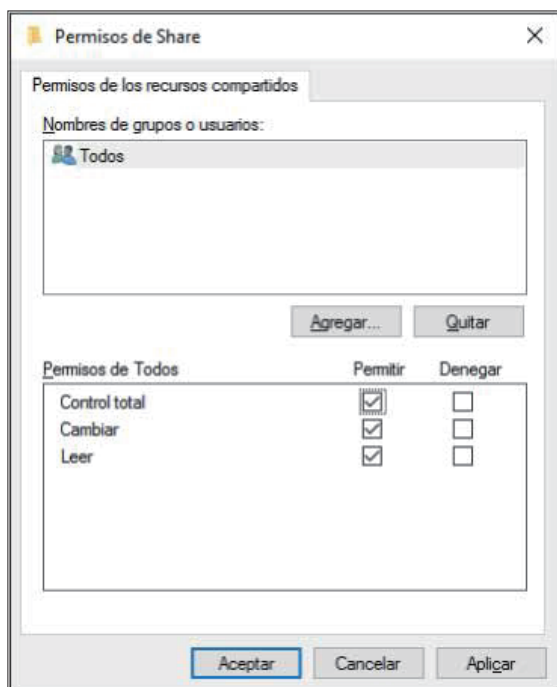 Permisos de Share
Permisos de los recursos compartidos
Nombres de grupos o usuarios:
Todos
Agregar... Quitar
Permisos de Todos Permitir Denegar
Control total
Cambiar
Leer
Aceptar Cancelar Aplicar